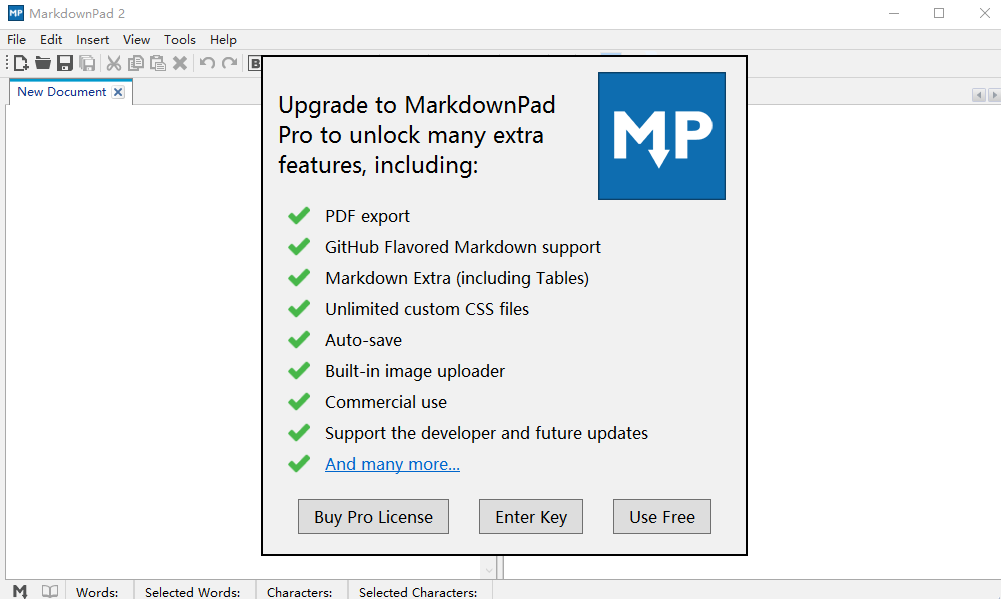 MP MarkdownPad 2
File Edit Insert View Tools Help
B
New Document
Upgrade to MarkdownPad
Pro to unlock many extra
features, including:
MP
PDF export
GitHub Flavored Markdown support
Markdown Extra (including Tables)
Unlimited custom CSS files
Auto-save
Built-in image uploader
Commercial use
Support the developer and future updates
And many more...
Buy Pro License Enter Key Use Free
M Words: Selected Words: Characters: Selected Characters: